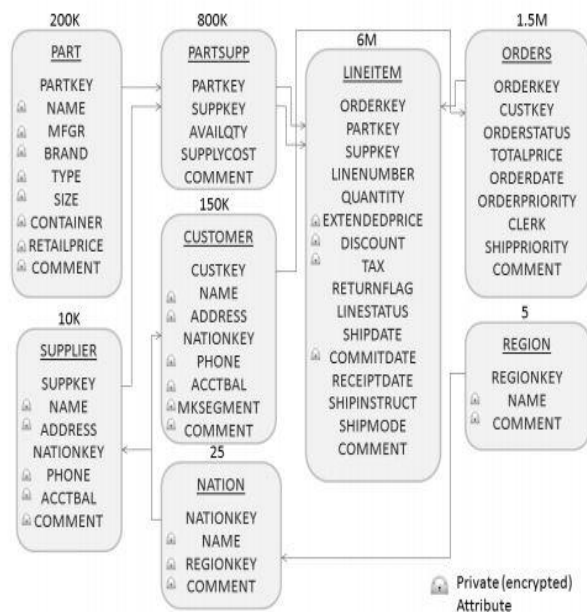 200K
PART
PARTKEY
NAME
MFGR
BRAND
TYPE
SIZE
CONTAINER
RETAILPRICE
COMMENT
800K
PARTSUPP
PARTKEY
SUPPKEY
AVAILQTY
SUPPLYCOST
COMMENT
6M
LINEITEM
ORDERKEY
PARTKEY
SUPPKEY
LINENUMBER
QUANTITY
EXTENDEDPRICE
DISCOUNT
TAX
RETURNFLAG
LINESTATUS
SHIPDATE
COMMITDATE
RECEIPTDATE
SHIPINSTRUCT
SHIPMODE
COMMENT
1.5M
ORDERS
ORDERKEY
CUSTKEY
ORDERSTATUS
TOTALPRICE
ORDERDATE
ORDERPRIORITY
CLERK
SHIPPRIORITY
COMMENT
150K
CUSTOMER
CUSTKEY
NAME
ADDRESS
NATIONKEY
PHONE
ACCTBAL
MKSEGMENT
COMMENT
10K
SUPPLIER
SUPPKEY
NAME
ADDRESS
NATIONKEY
PHONE
ACCTBAL
COMMENT
25
NATION
NATIONKEY
NAME
REGIONKEY
COMMENT
5
REGION
REGIONKEY
NAME
COMMENT
Private (encrypted)
Attribute